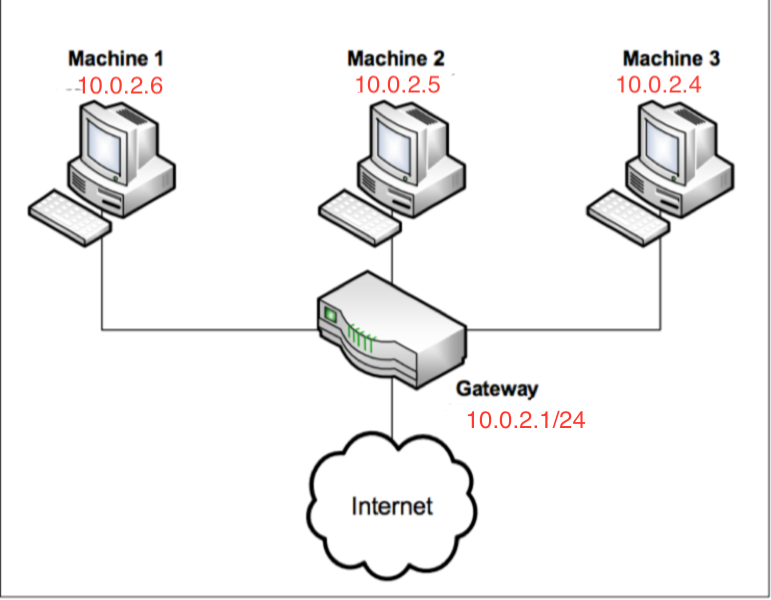 Machine 1
10.0.2.6
Machine 2
10.0.2.5
Machine 3
10.0.2.4
Gateway
10.0.2.1/24
Internet